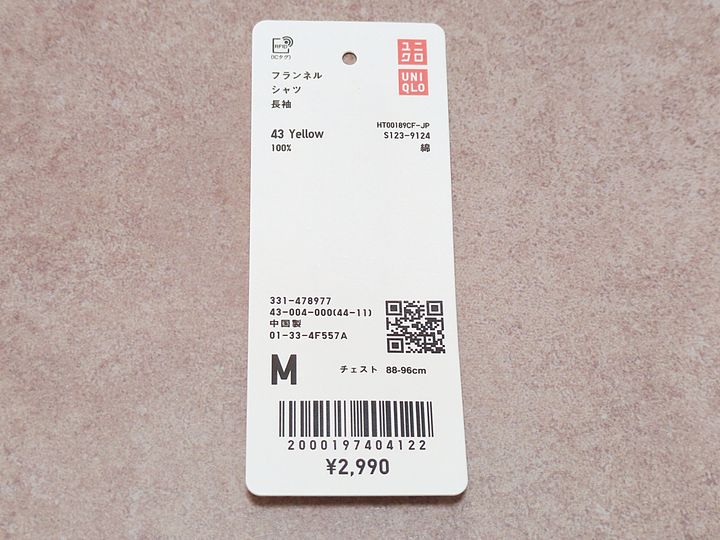 RFID
(ICタグ)
ユニ
クロ
UNI
QLO
フランネル
シャツ
長袖
HT00189CF-JP
43 Yellow S123-9124
100% 綿
331-478977
43-004-000(44-11)
中国製
01-33-4F557A
M チェスト 88-96cm
2000197404122
¥2,990